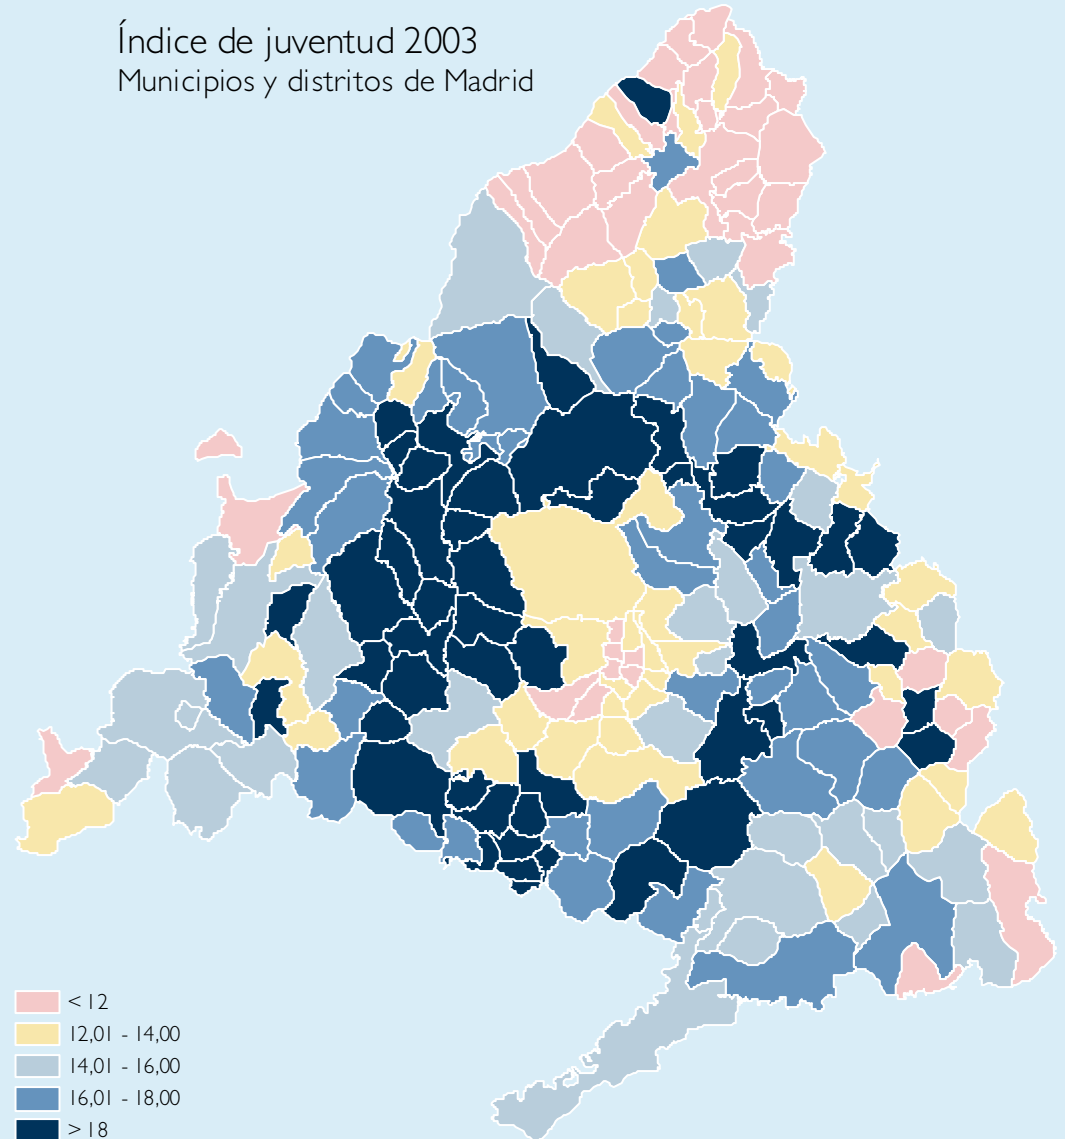 Índice de juventud 2003
Municipios y distritos de Madrid
< 12
12,01 - 14,00
14,01 - 16,00
16,01 - 18,00
> 18